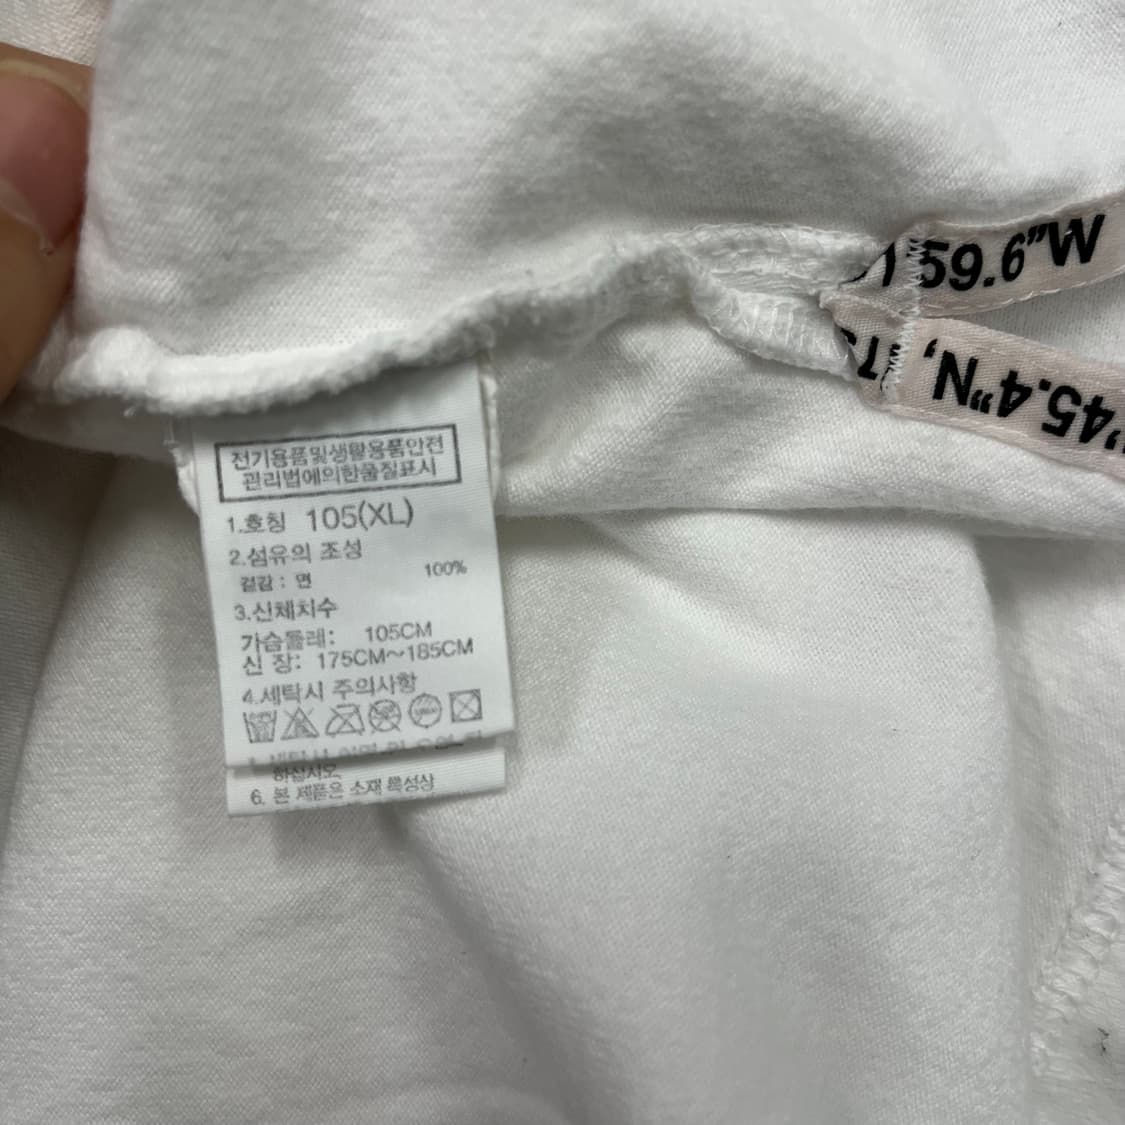 전기용품및생활용품안전
관리법에의한품질표시
1.호칭 105(XL)
2.섬유의 조성
겉감 : 면 100%
3.신체치수
가슴둘레: 105CM
신 장: 175CM~185CM
4.세탁시 주의사항
하십시오.
6. 본 제품은 소재 특성상
59.6”W
45.4”N,